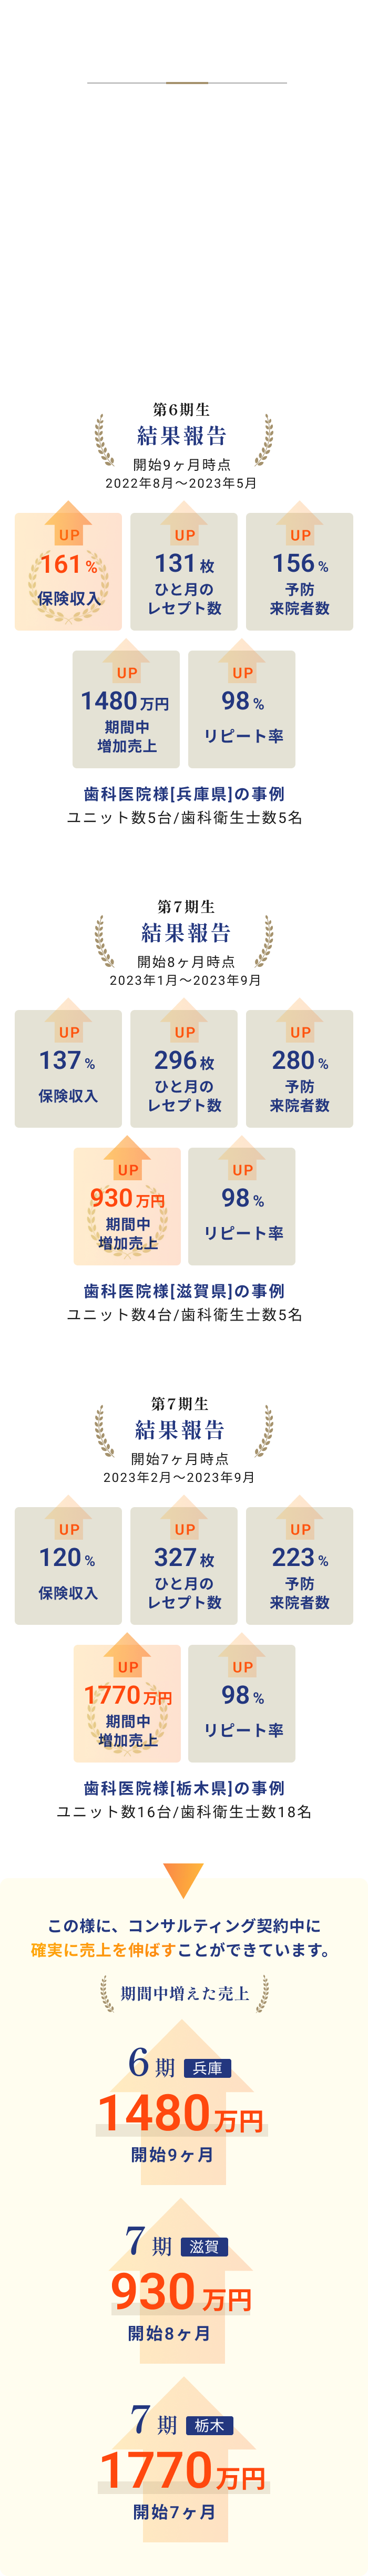 第6期生
結果報告
開始9ヶ月時点
2022年8月〜2023年5月
UP
161%
保険収入
UP
131枚
ひと月の
レセプト数
UP
156%
予防
来院者数
UP
1480万円
期間中
増加売上
UP
98%
リピート率
歯科医院様[兵庫県]の事例
ユニット数5台/歯科衛生士数5名
第7期生
結果報告
開始8ヶ月時点
2023年1月〜2023年9月
UP
137%
保険収入
UP
296枚
ひと月の
レセプト数
UP
280%
予防
来院者数
UP
930万円
期間中
増加売上
UP
98%
リピート率
歯科医院様[滋賀県]の事例
ユニット数4台/歯科衛生士数5名
第7期生
結果報告
開始7ヶ月時点
2023年2月〜2023年9月
UP
120%
保険収入
UP
327枚
ひと月の
レセプト数
UP
223%
予防
来院者数
UP
1770万円
期間中
増加売上
UP
98%
リピート率
歯科医院様[栃木県]の事例
ユニット数16台/歯科衛生士数18名
この様に、コンサルティング契約中に
確実に売上を伸ばすことができています。
期間中増えた売上
6期 兵庫
1480万円
開始9ヶ月
7期 滋賀
930万円
開始8ヶ月
7期 栃木
1770万円
開始7ヶ月